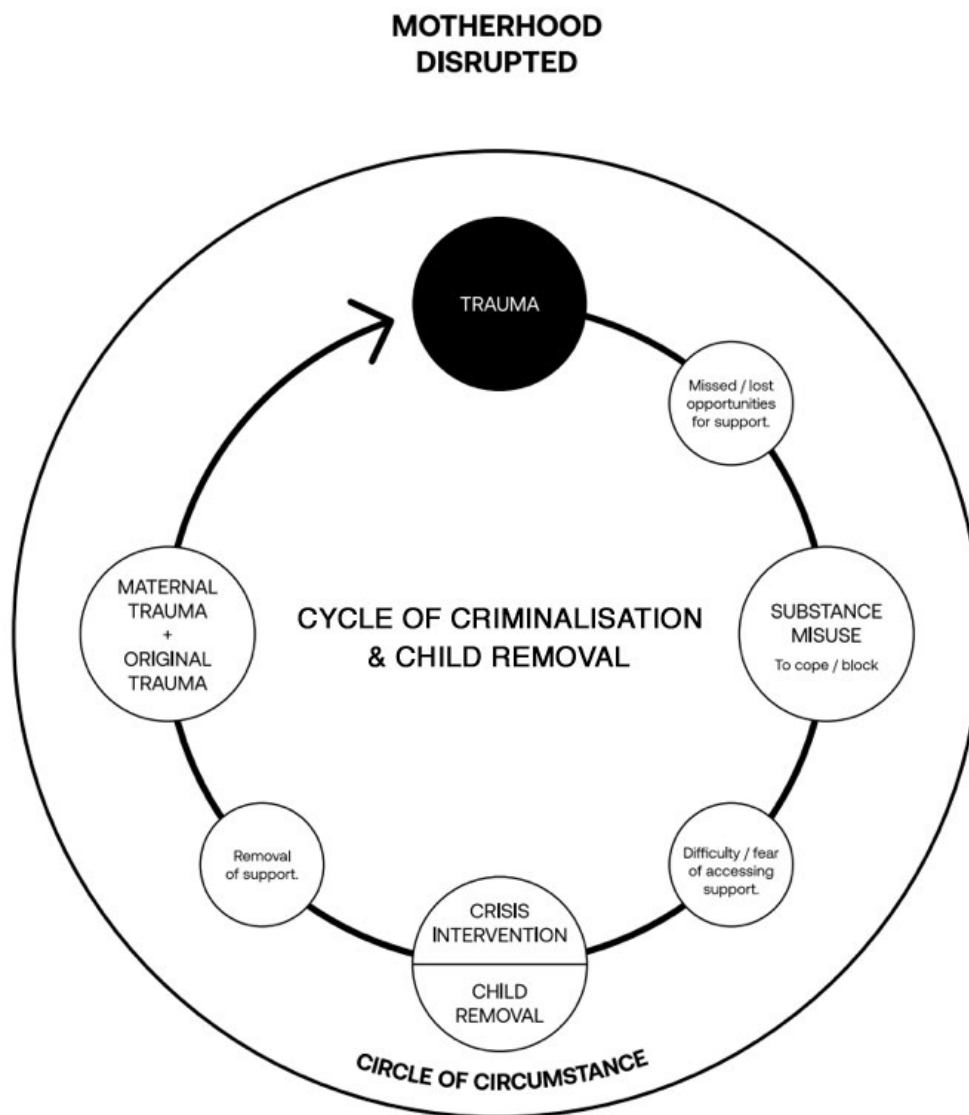 MOTHERHOOD
DISRUPTED
TRAUMA
Missed / lost
opportunities
for support.
SUBSTANCE
MISUSE
To cope / block
Difficulty / fear
of accessing
support.
CRISIS
INTERVENTION
CHILD
REMOVAL
Removal
of support.
MATERNAL
TRAUMA
+
ORIGINAL
TRAUMA
CYCLE OF CRIMINALISATION
& CHILD REMOVAL
CIRCLE OF CIRCUMSTANCE